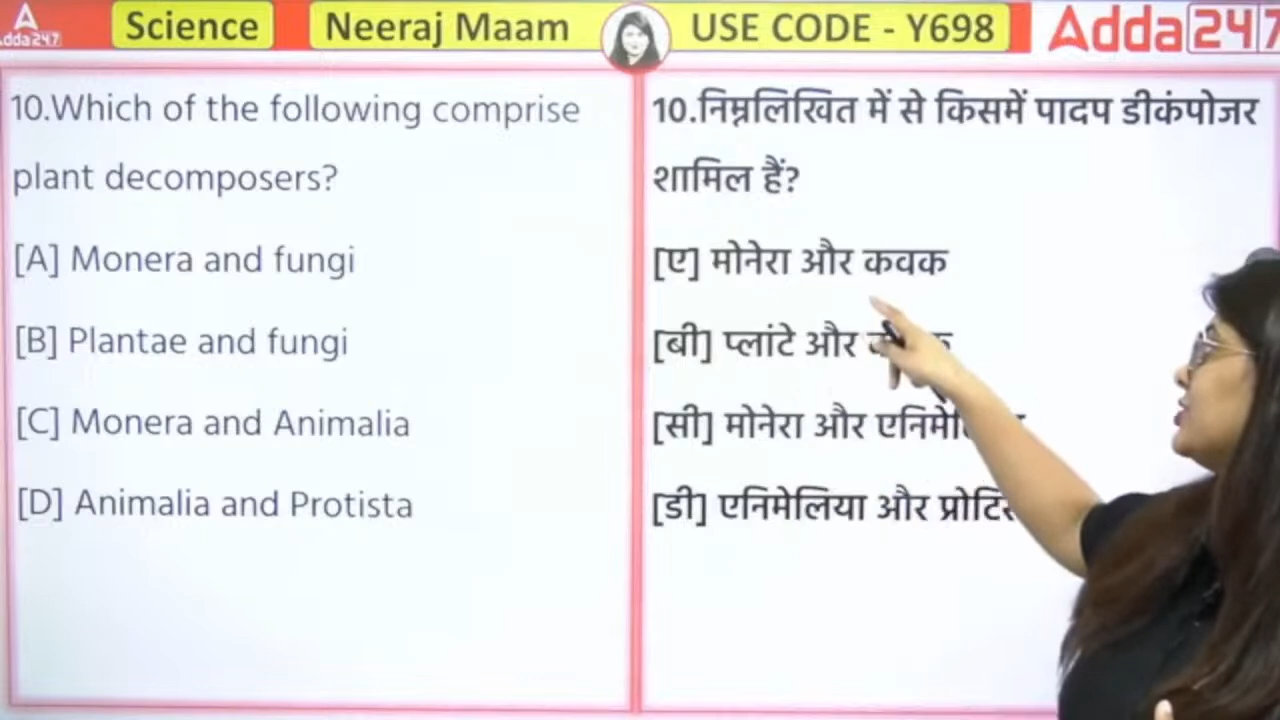 Adda247
Science
Neeraj Maam
USE CODE - Y698
Adda247
10.Which of the following comprise
plant decomposers?
[A] Monera and fungi
[B] Plantae and fungi
[C] Monera and Animalia
[D] Animalia and Protista
10.निम्नलिखित में से किसमें पादप डीकंपोजर
शामिल हैं?
[ए] मोनेरा और कवक
[बी] प्लांटे और
[सी] मोनेरा और
[डी] एनिमेलिया और